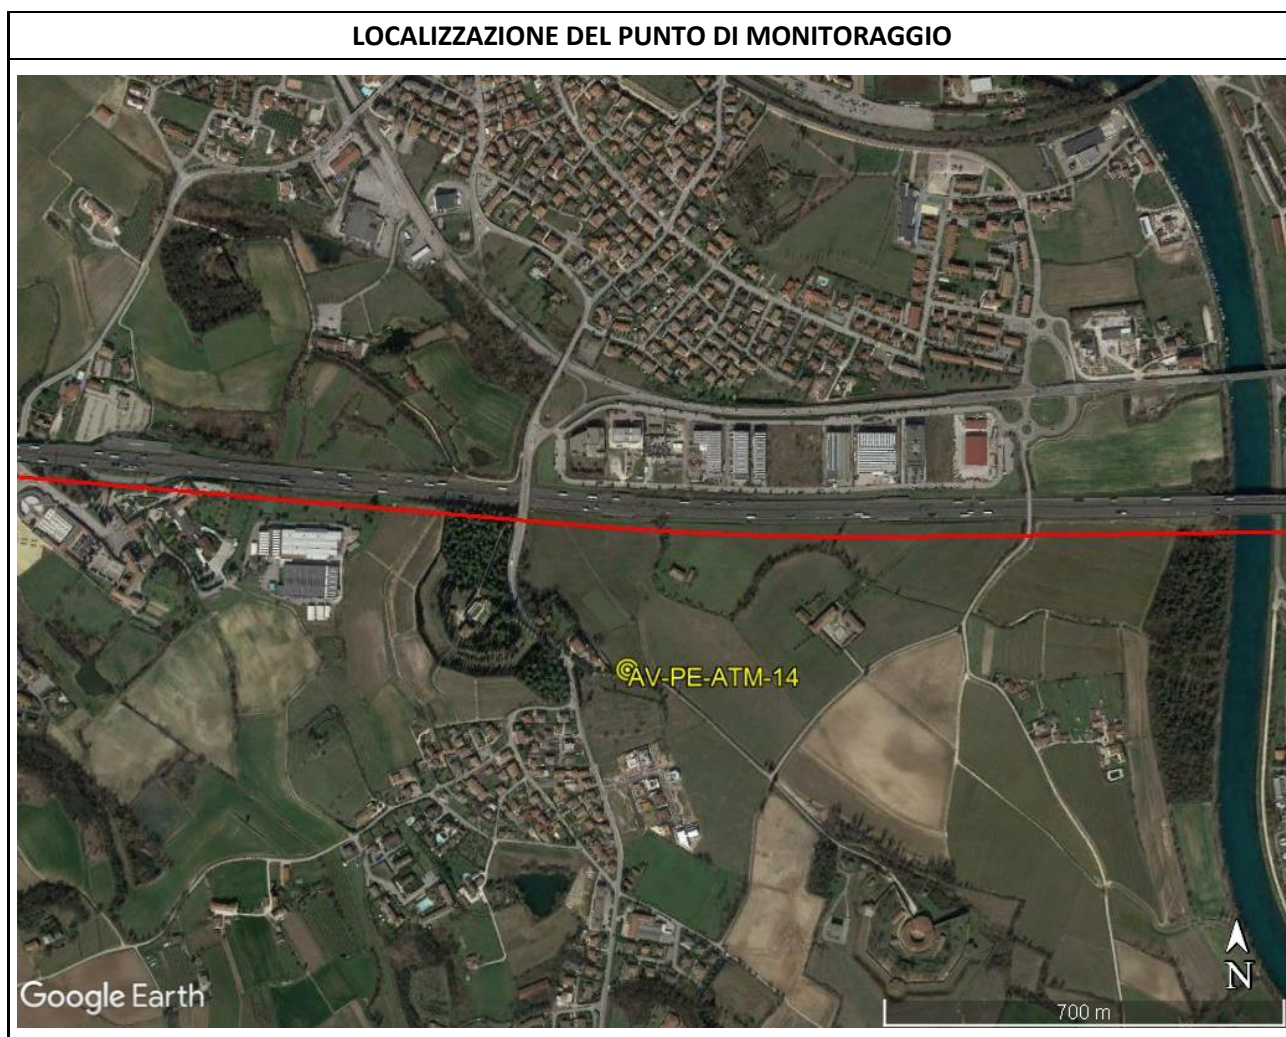 LOCALIZZAZIONE DEL PUNTO DI MONITORAGGIO
AV-PE-ATM-14
N
Google Earth
700 m